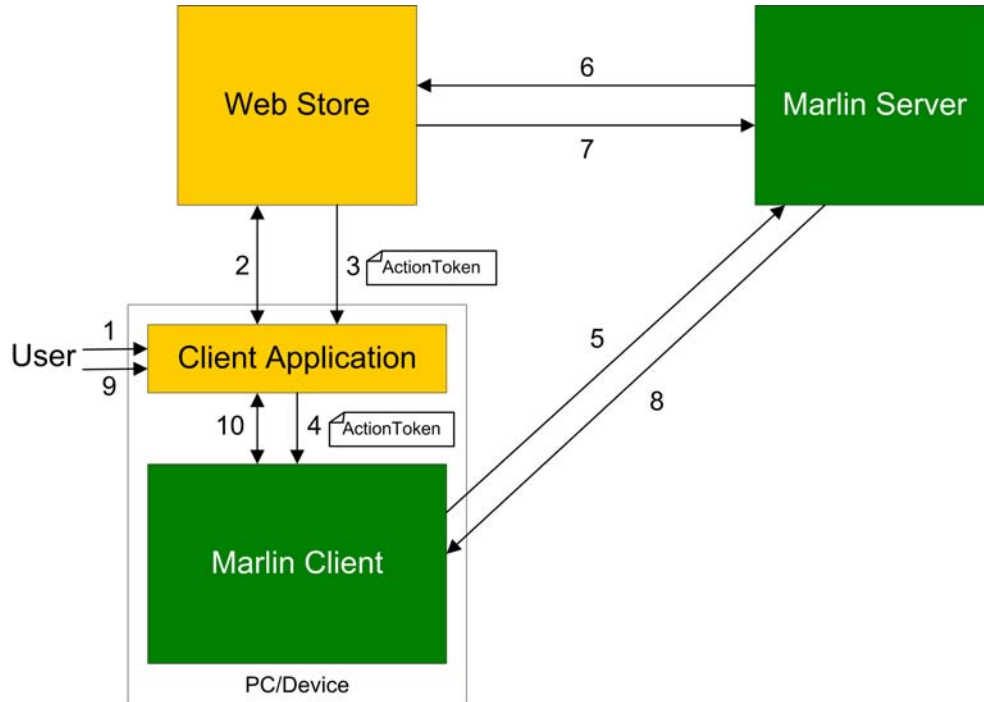 6
Web Store
Marlin Server
7
2
3
ActionToken
1
User
Client Application
5
9
8
10
4
ActionToken
Marlin Client
PC/Device